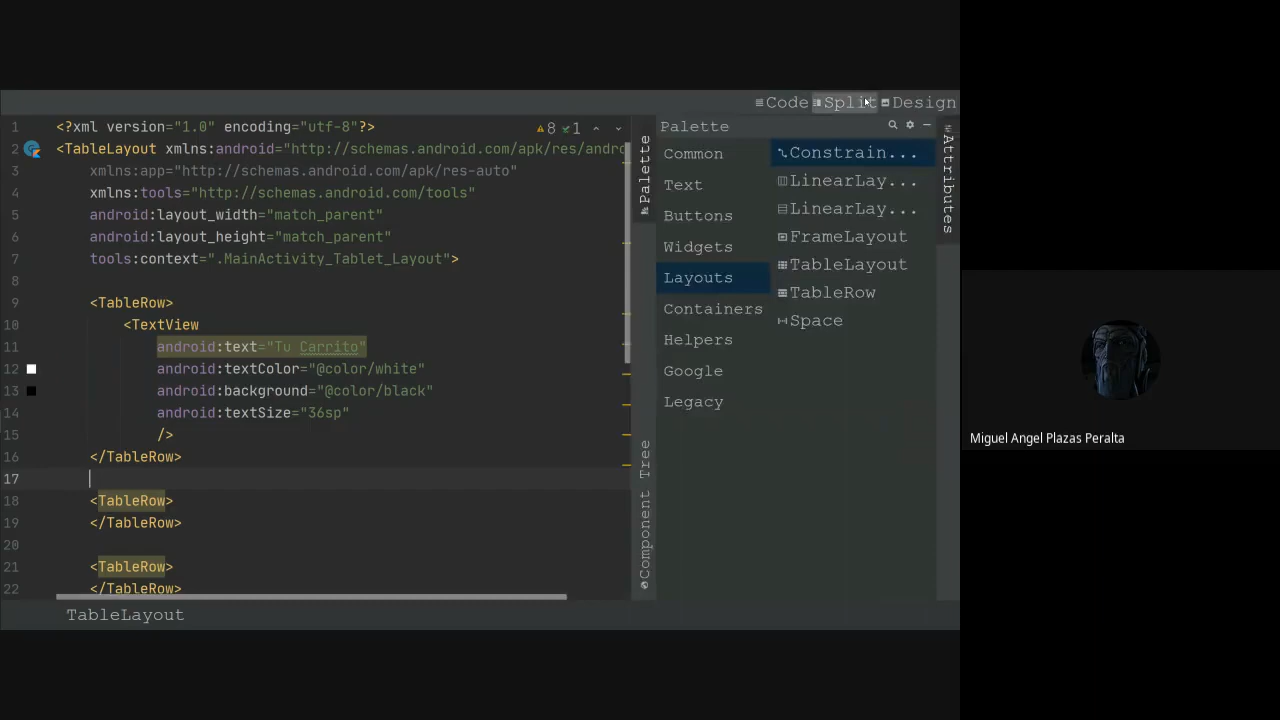 Code Split Design
1 <?xml version="1.0" encoding="utf-8"?>
8 1
2 <TableLayout xmlns:android="http://schemas.android.com/apk/res/andro
3 xmlns:app="http://schemas.android.com/apk/res-auto"
4 xmlns:tools="http://schemas.android.com/tools"
5 android:layout_width="match_parent"
6 android:layout_height="match_parent"
7 tools:context=".MainActivity_Tablet_Layout">
8
9 <TableRow>
10 <TextView
11 android:text="Tu Carrito"
12 android:textColor="@color/white"
13 android:background="@color/black"
14 android:textSize="36sp"
15 />
16 </TableRow>
17
18 <TableRow>
19 </TableRow>
20
21 <TableRow>
22 </TableRow>
TableLayout
Palette
Component Tree
Palette
Common
Text
Buttons
Widgets
Layouts
Containers
Helpers
Google
Legacy
Constrain...
LinearLay...
LinearLay...
FrameLayout
TableLayout
TableRow
Space
Attributes
Miguel Angel Plazas Peralta